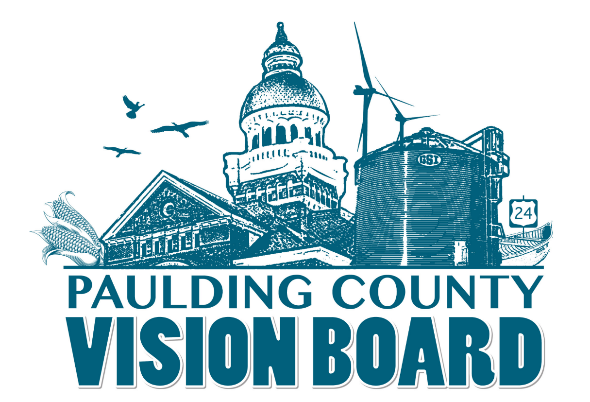 GSI
24
PAULDING COUNTY
VISION BOARD